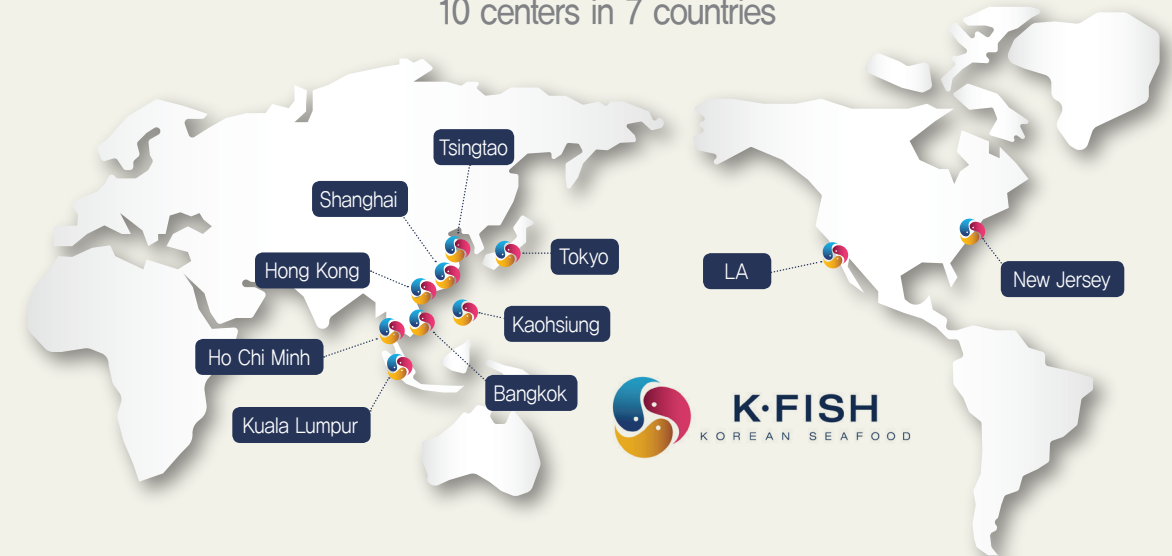 10 centers in 7 countries
Tsingtao
Shanghai
Hong Kong
Tokyo
LA
New Jersey
Kaohsiung
Ho Chi Minh
Bangkok
Kuala Lumpur
K·FISH
KOREAN SEAFOOD